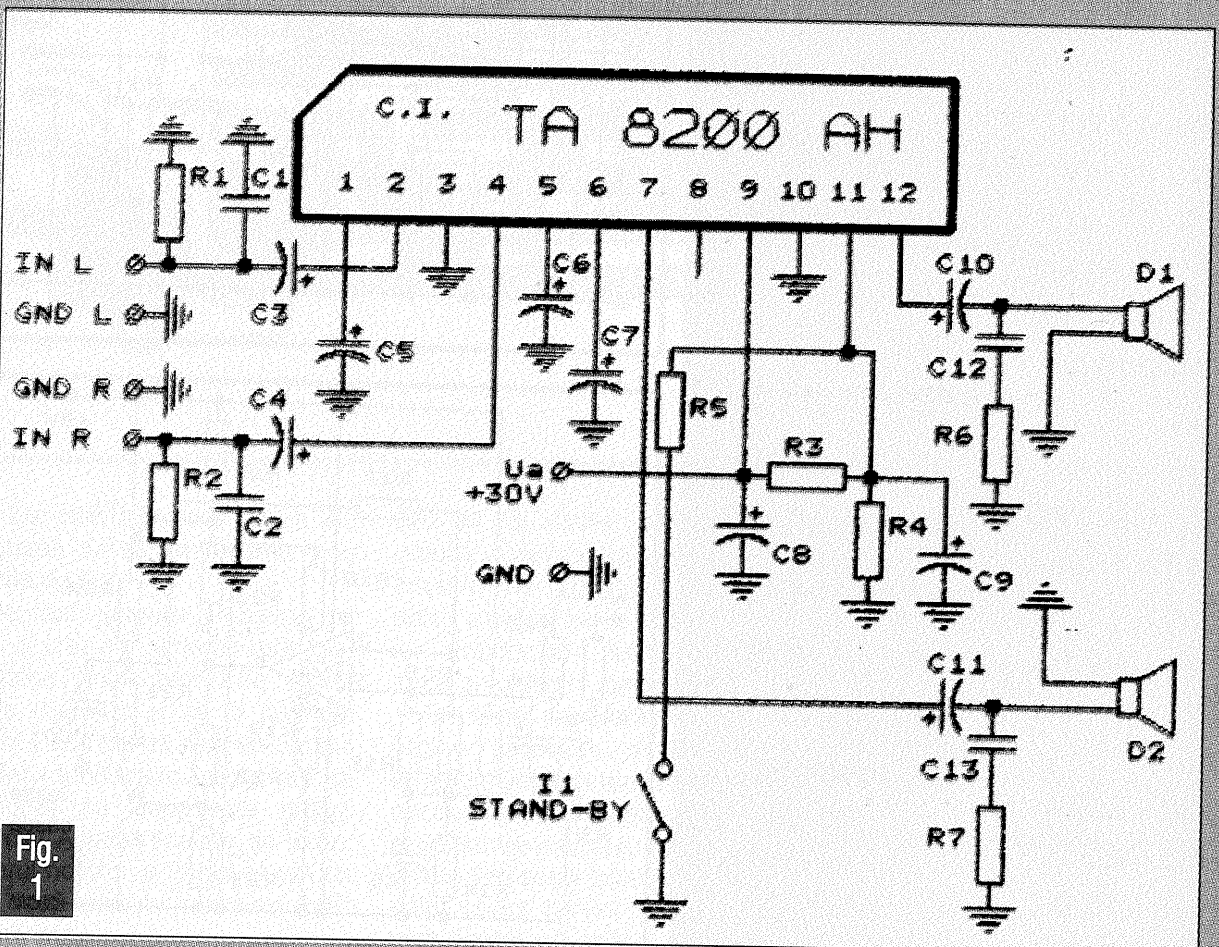 C.I. TA 8200 AH
1 2 3 4 5 6 7 8 9 10 11 12
R1 C1
IN L
C3
GND L
C5
GND R
C4
IN R
R2
C2
C6
C7
C10
D1
C12
R5
R6
R3
Ua
+30V
R4
C8
C9
GND
C11
D2
C13
I1
STAND-BY
R7
Fig.
1